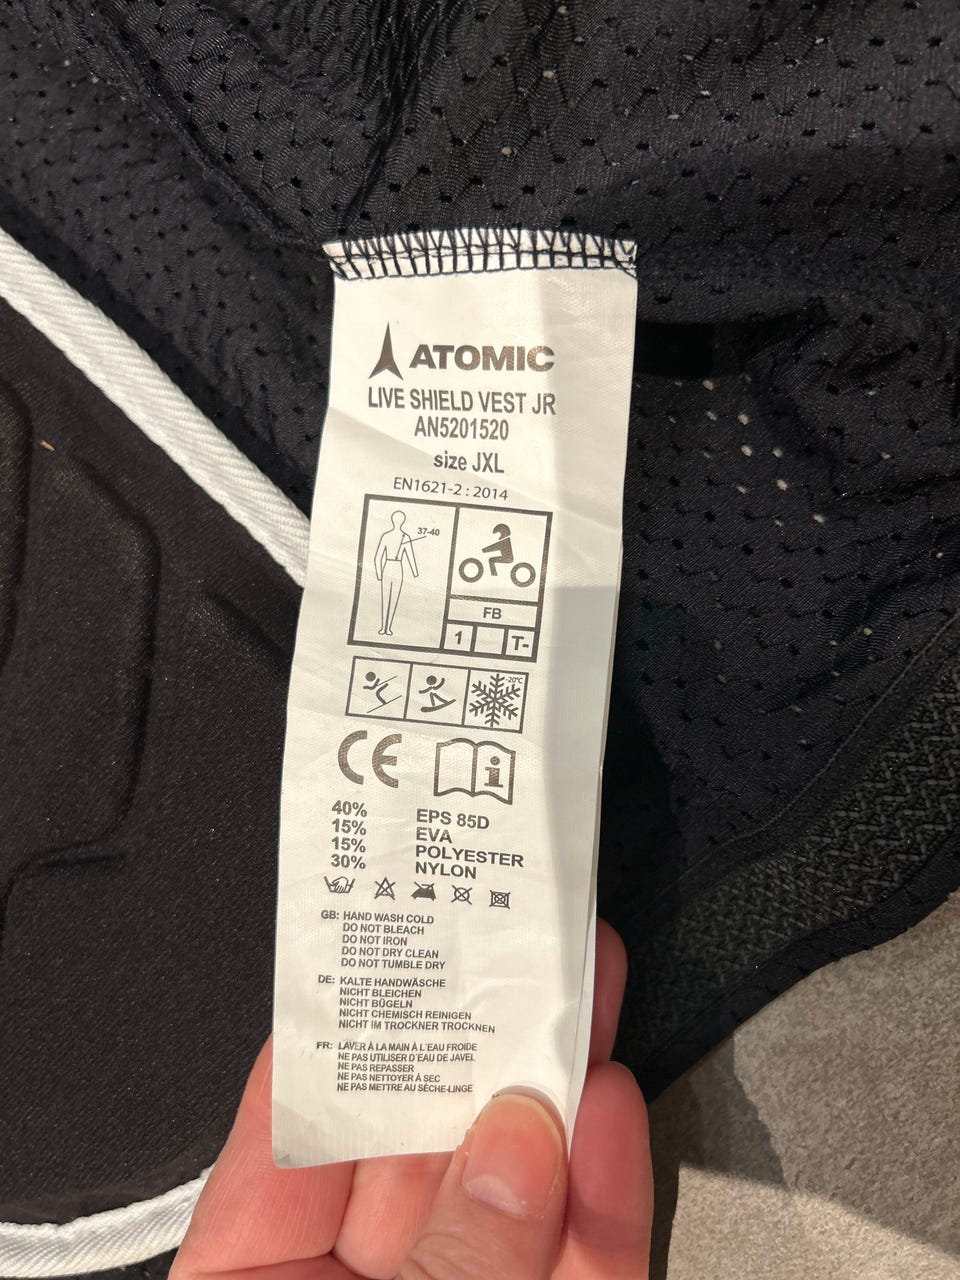 ATOMIC
LIVE SHIELD VEST JR
AN5201520
size JXL
EN1621-2 : 2014
37-40
FB
1 T-
-20°C
CE
i
40% EPS 85D
15% EVA
15% POLYESTER
30% NYLON
GB: HAND WASH COLD
DO NOT BLEACH
DO NOT IRON
DO NOT DRY CLEAN
DO NOT TUMBLE DRY
DE: KALTE HANDWÄSCHE
NICHT BLEICHEN
NICHT BÜGELN
NICHT CHEMISCH REINIGEN
NICHT IM TROCKNER TROCKNEN
FR: LAVER À LA MAIN À L'EAU FROIDE
NE PAS UTILISER D'EAU DE JAVEL
NE PAS REPASSER
NE PAS NETTOYER À SEC
NE PAS METTRE AU SÈCHE-LINGE